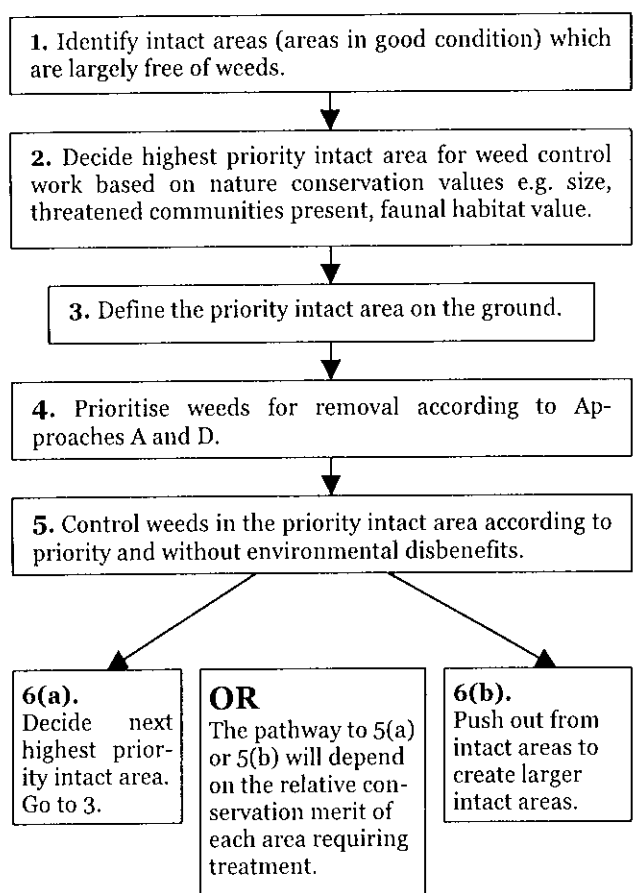 1. Identify intact areas (areas in good condition) which
are largely free of weeds.
2. Decide highest priority intact area for weed control
work based on nature conservation values e.g. size,
threatened communities present, faunal habitat value.
3. Define the priority intact area on the ground.
4. Prioritise weeds for removal according to Ap-
proaches A and D.
5. Control weeds in the priority intact area according to
priority and without environmental disbenefits.
6(a).
Decide next
highest prior-
ity intact area.
Go to 3.
OR
The pathway to 5(a)
or 5(b) will depend
on the relative con-
servation merit of
each area requiring
treatment.
6(b).
Push out from
intact areas to
create larger
intact areas.